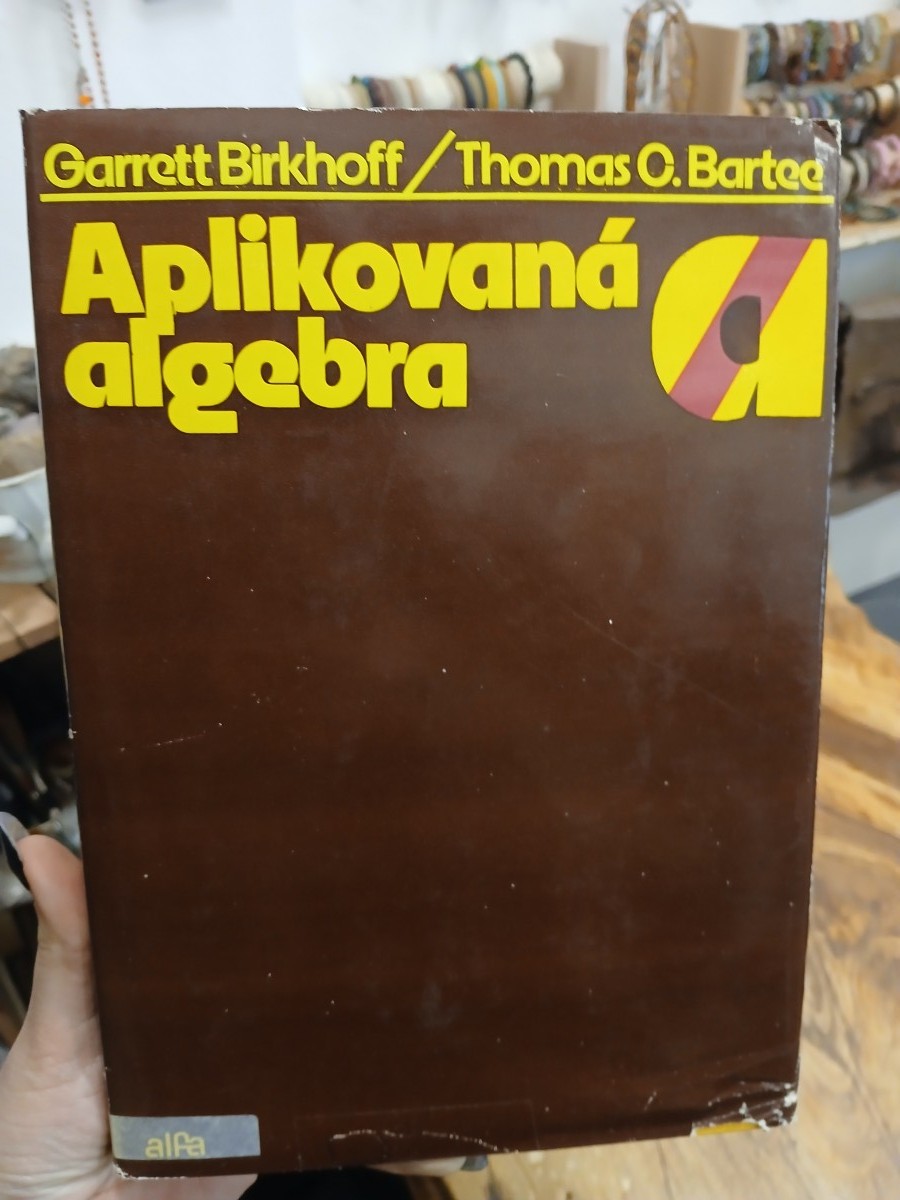 Garrett Birkhoff / Thomas C. Bartee
Aplikovaná
algebra
a
alfa